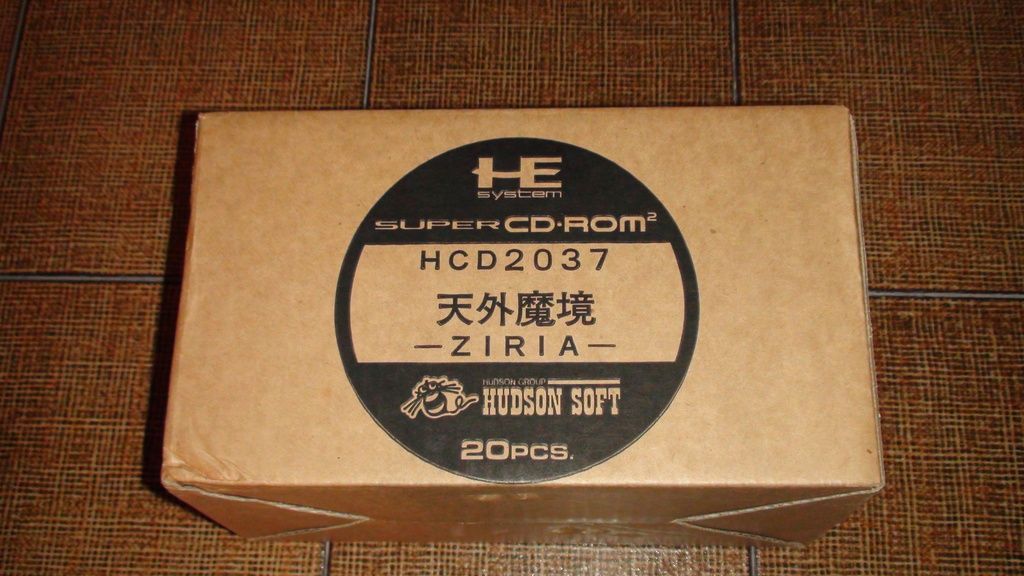 HE
system
SUPER CD·ROM²
HCD2037
天外魔境
—ZIRIA—
HUDSON GROUP
HUDSON SOFT
20PCS.